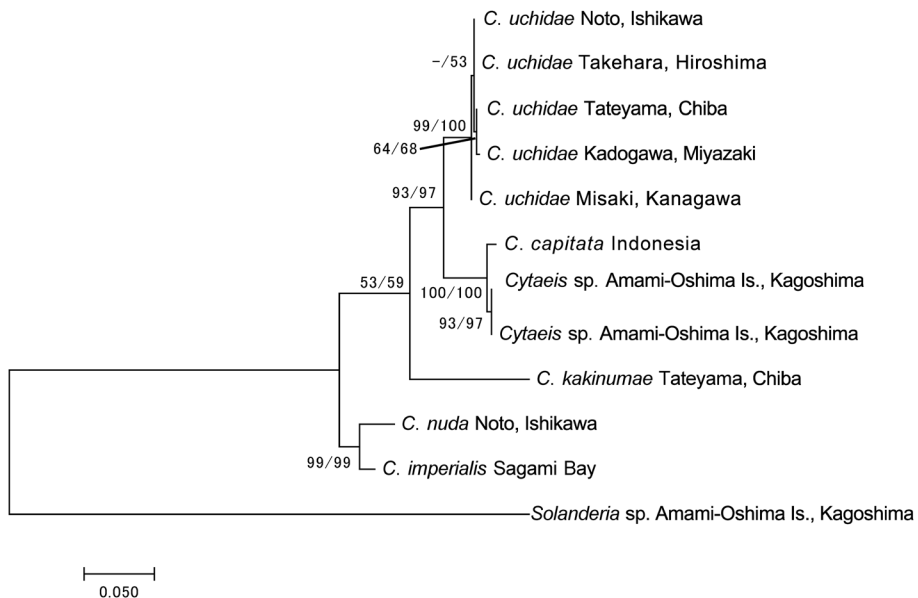 C. uchidae Noto, Ishikawa
-/53
C. uchidae Takehara, Hiroshima
C. uchidae Tateyama, Chiba
99/100
64/68
C. uchidae Kadogawa, Miyazaki
93/97
C. uchidae Misaki, Kanagawa
C. capitata Indonesia
53/59
Cytaeis sp. Amami-Oshima Is., Kagoshima
100/100
93/97
Cytaeis sp. Amami-Oshima Is., Kagoshima
C. kakinumae Tateyama, Chiba
C. nuda Noto, Ishikawa
99/99
C. imperialis Sagami Bay
Solanderia sp. Amami-Oshima Is., Kagoshima
0.050